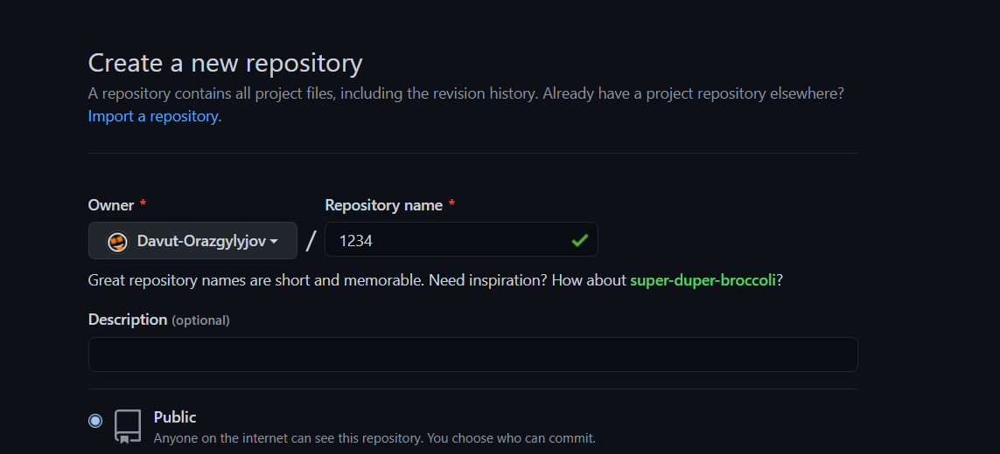 Create a new repository
A repository contains all project files, including the revision history. Already have a project repository elsewhere?
Import a repository.
Owner * Repository name *
Davut-Orazgylyjov / 1234
Great repository names are short and memorable. Need inspiration? How about super-duper-broccoli?
Description (optional)
Public
Anyone on the internet can see this repository. You choose who can commit.